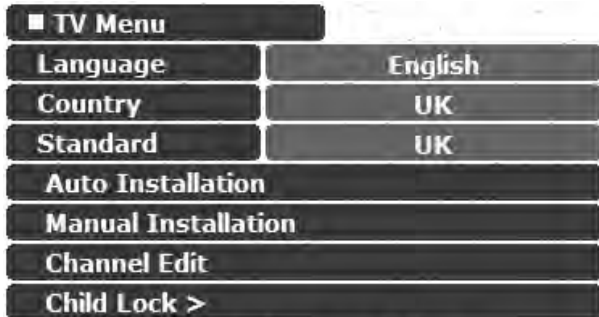 TV Menu
Language English
Country UK
Standard UK
Auto Installation
Manual Installation
Channel Edit
Child Lock >